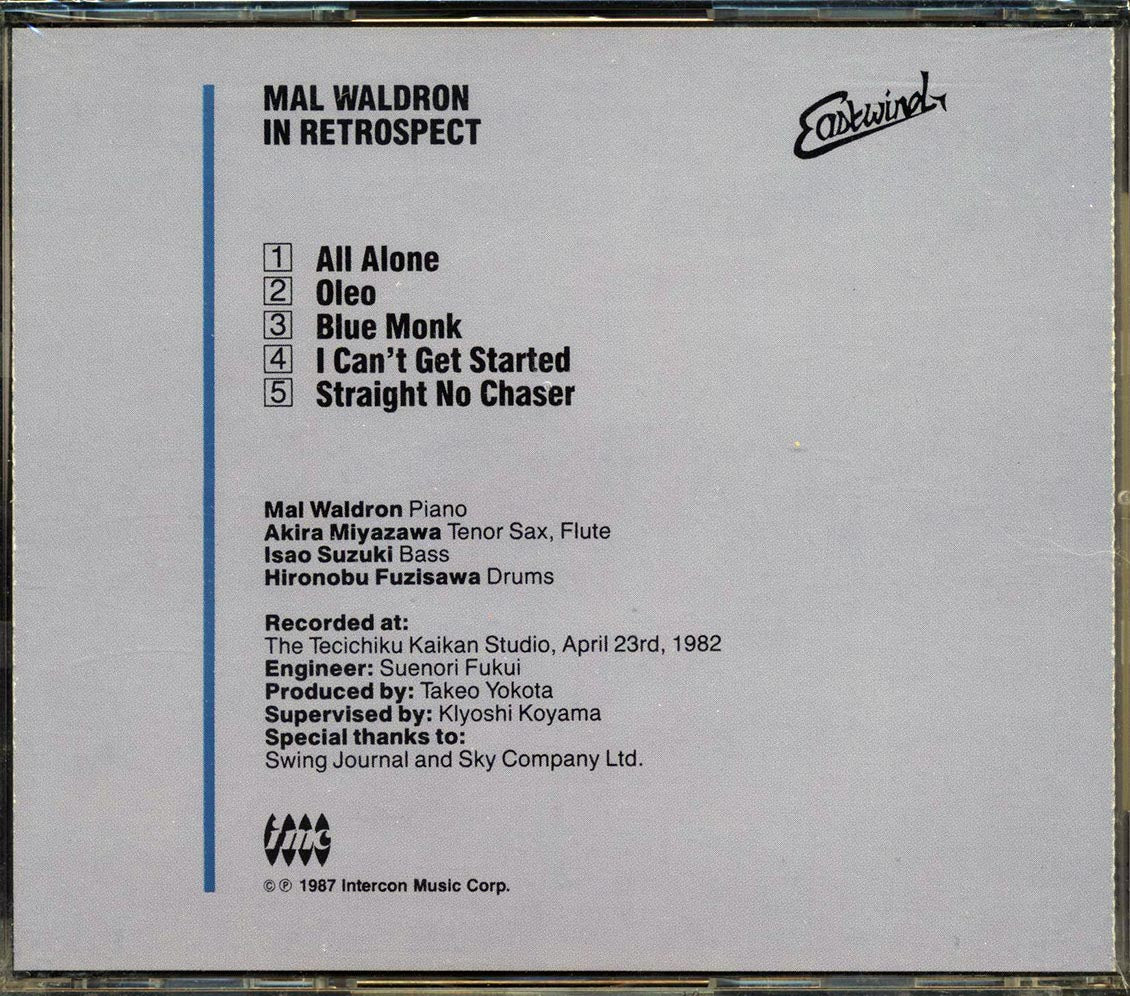 MAL WALDRON
IN RETROSPECT
Eastwind
1 All Alone
2 Oleo
3 Blue Monk
4 I Can't Get Started
5 Straight No Chaser
Mal Waldron Piano
Akira Miyazawa Tenor Sax, Flute
Isao Suzuki Bass
Hironobu Fuzisawa Drums
Recorded at:
The Tecichiku Kaikan Studio, April 23rd, 1982
Engineer: Suenori Fukui
Produced by: Takeo Yokota
Supervised by: KIyoshi Koyama
Special thanks to:
Swing Journal and Sky Company Ltd.
imc
© ℗ 1987 Intercon Music Corp.